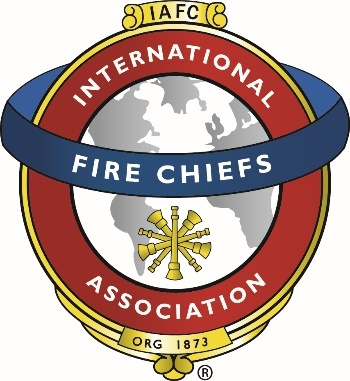 IAFC
INTERNATIONAL
FIRE CHIEFS
ASSOCIATION
ORG 1873
®